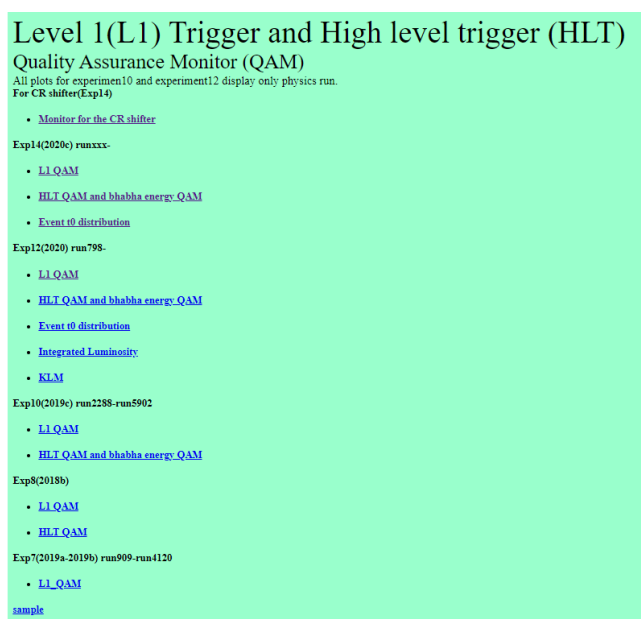 Level 1(L1) Trigger and High level trigger (HLT)
Quality Assurance Monitor (QAM)
All plots for experimen10 and experiment12 display only physics run.
For CR shifter(Exp14)
Monitor for the CR shifter
Exp14(2020c) runxxx-
L1 QAM
HLT QAM and bhabha energy QAM
Event t0 distribution
Exp12(2020) run798-
L1 QAM
HLT QAM and bhabha energy QAM
Event t0 distribution
Integrated Luminosity
KLM
Exp10(2019c) run2288-run5902
L1 QAM
HLT QAM and bhabha energy QAM
Exp8(2018b)
L1 QAM
HLT QAM
Exp7(2019a-2019b) run909-run4120
L1_QAM
sample